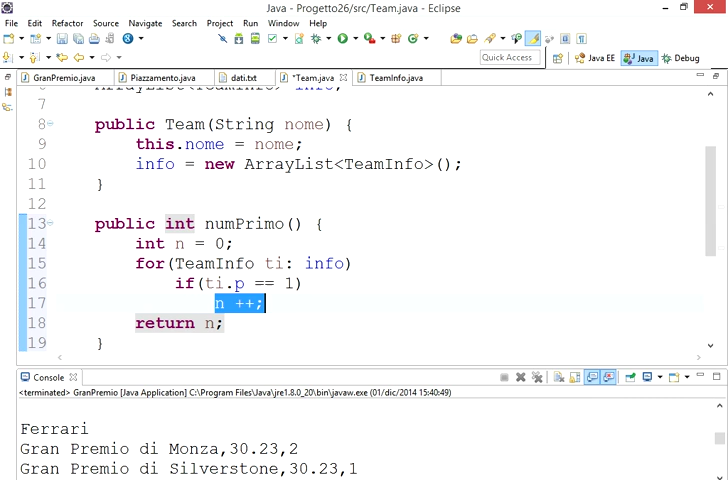 Java - Progetto26/src/Team.java - Eclipse
File Edit Source Refactor Navigate Search Project Run Window Help
Quick Access
Java EE
Java
Debug
GranPremio.java
Piazzamento.java
dati.txt
*Team.java
TeamInfo.java
ArrayList<TeamInfo> info;
7
8 public Team(String nome) {
9 this.nome = nome;
10 info = new ArrayList<TeamInfo>();
11 }
12
13 public int numPrimo() {
14 int n = 0;
15 for(TeamInfo ti: info)
16 if(ti.p == 1)
17 n ++;
18 return n;
19 }
Console
<terminated> GranPremio [Java Application] C:\Program Files\Java\jre1.8.0_20\bin\javaw.exe (01/dic/2014 15:40:49)
Ferrari
Gran Premio di Monza,30.23,2
Gran Premio di Silverstone,30.23,1